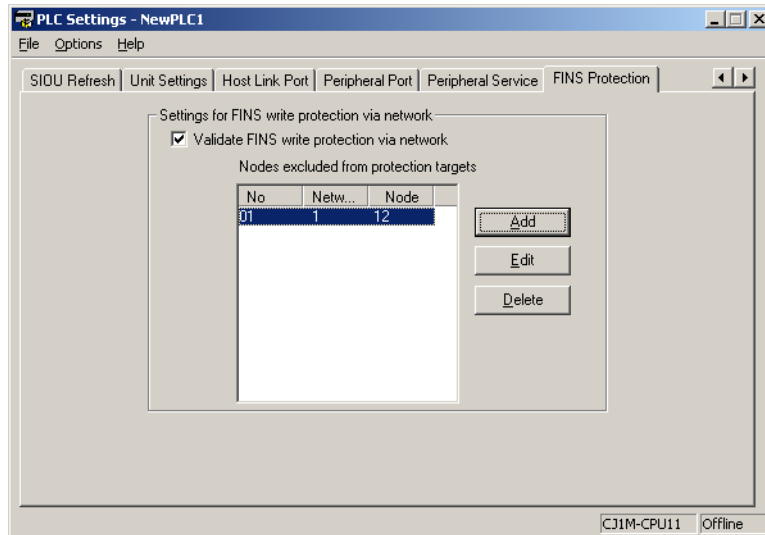 PLC Settings - NewPLC1
File Options Help
SIOU Refresh Unit Settings Host Link Port Peripheral Port Peripheral Service FINS Protection
Settings for FINS write protection via network
Validate FINS write protection via network
Nodes excluded from protection targets
No Netw... Node
01 1 12
Add
Edit
Delete
CJ1M-CPU11 Offline